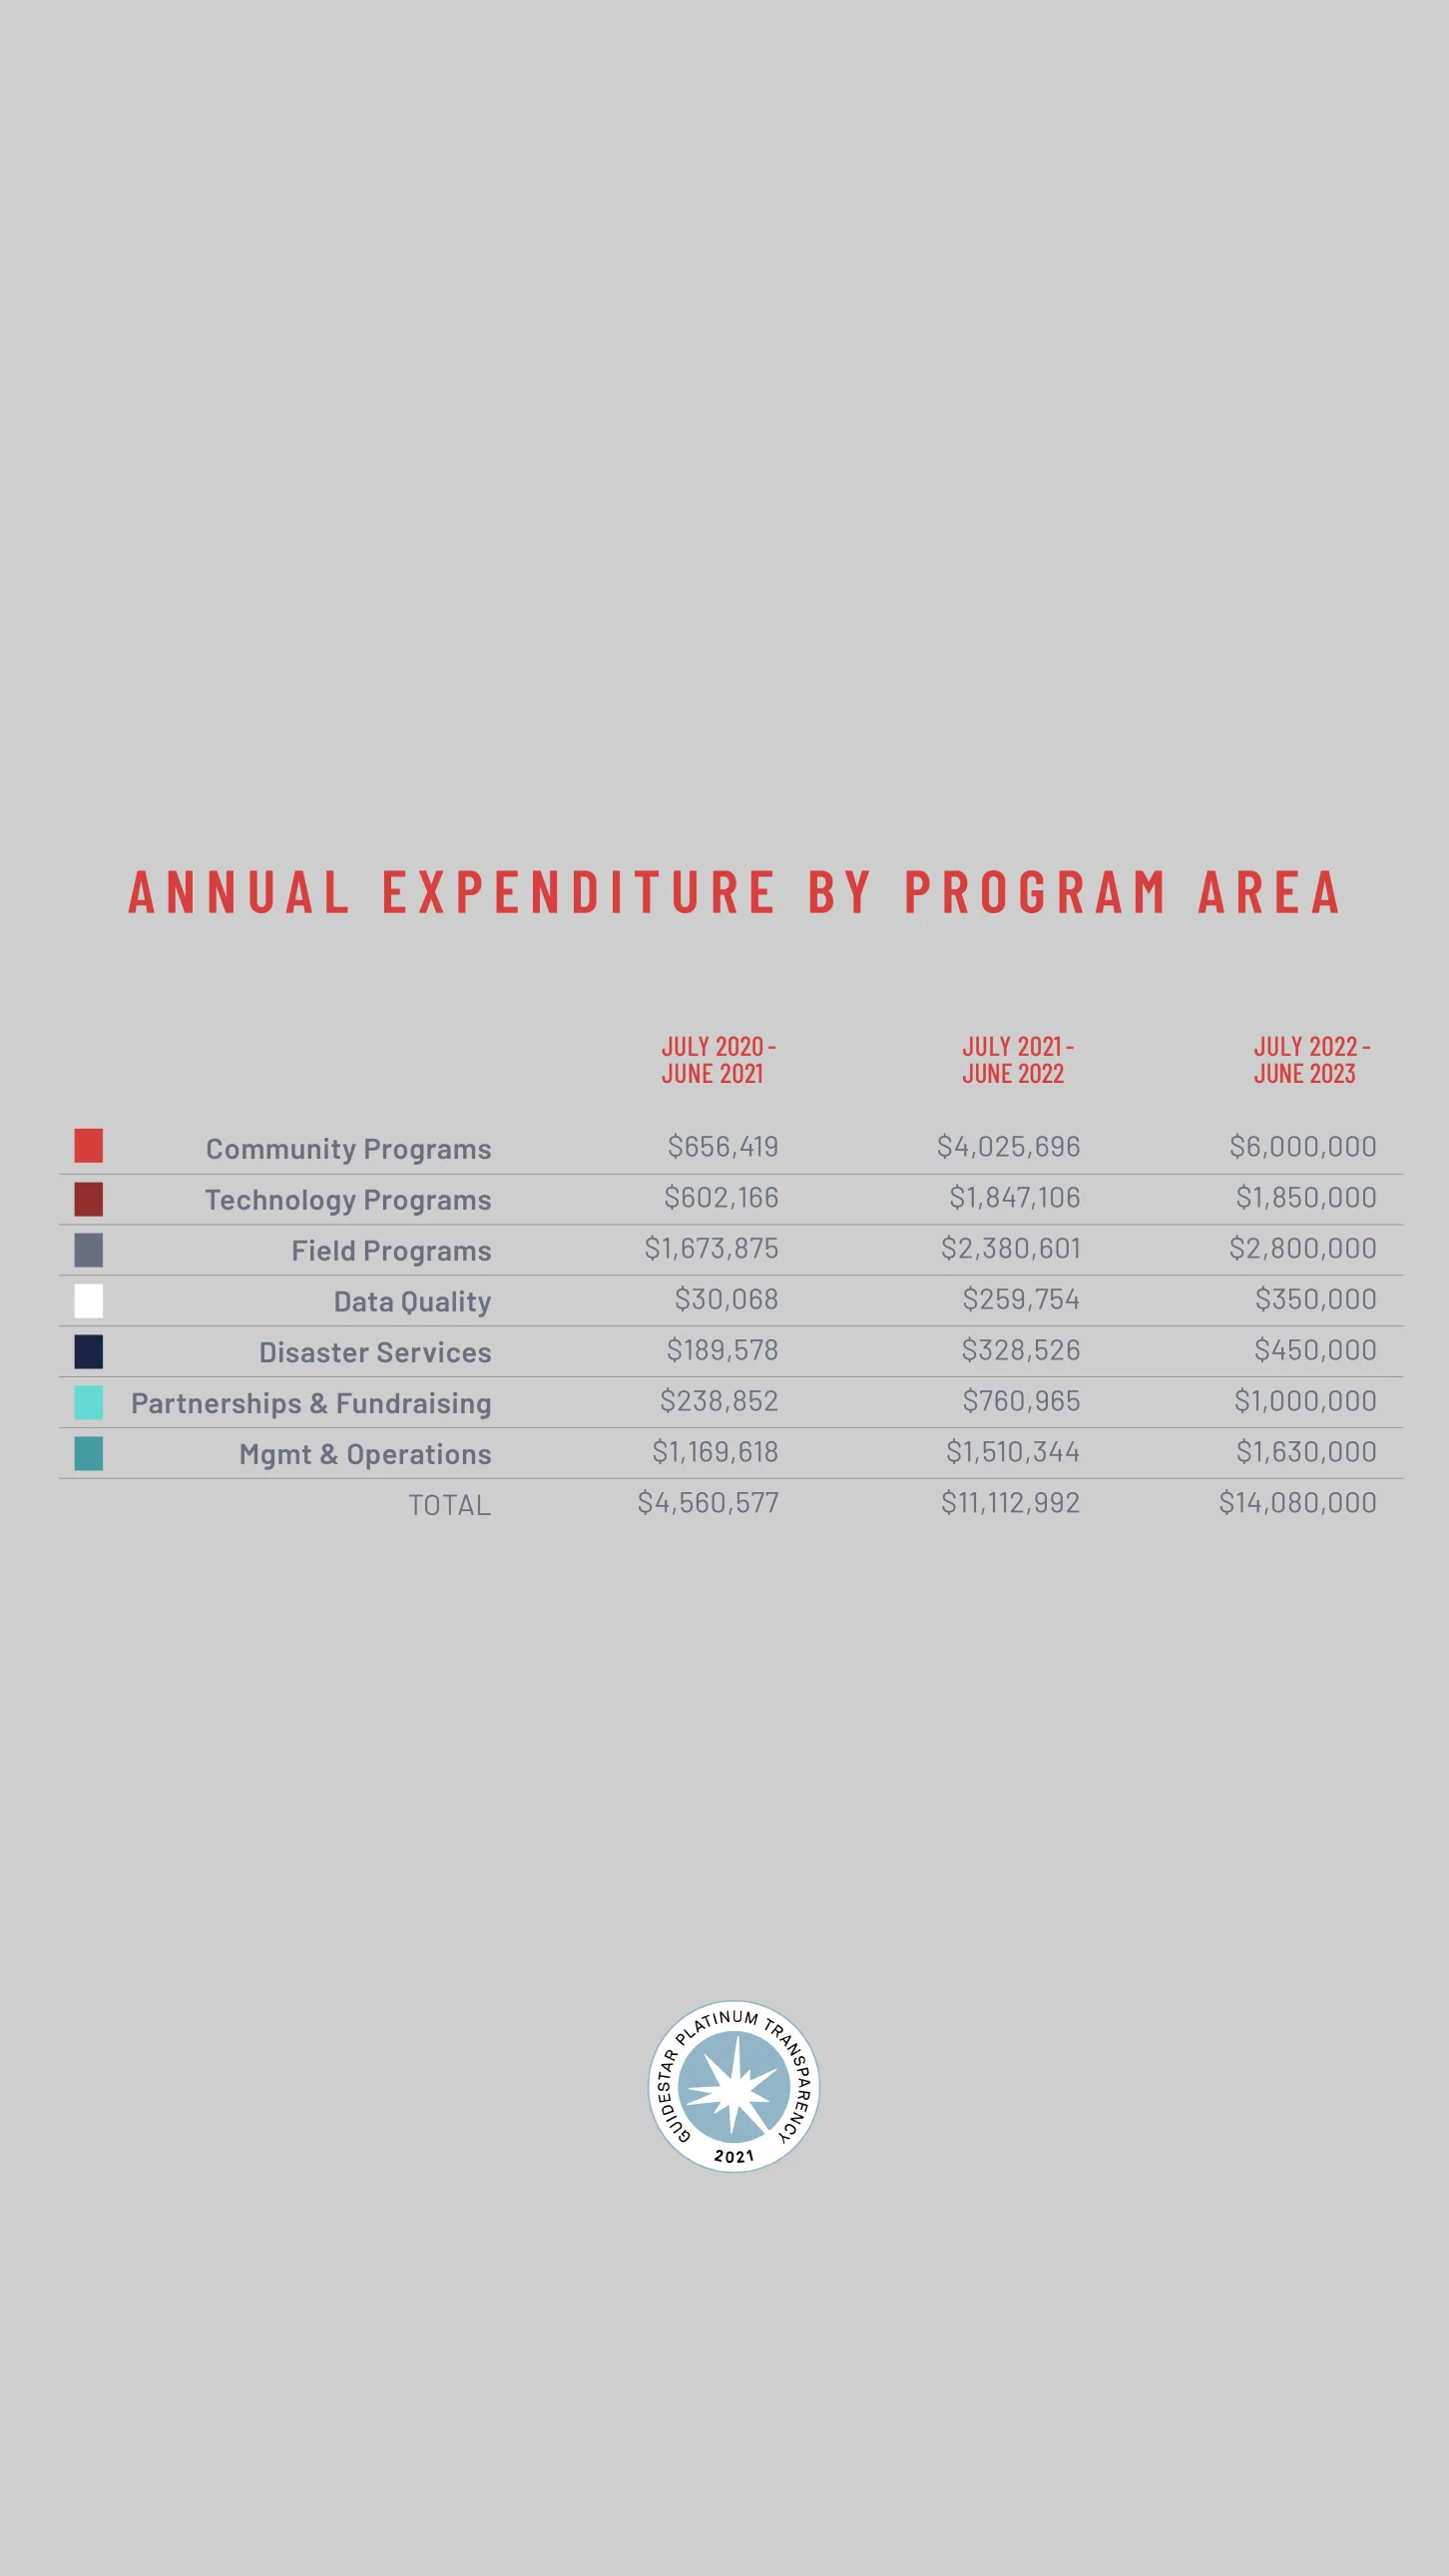 ANNUAL EXPENDITURE BY PROGRAM AREA
JULY 2020 - JULY 2021 - JULY 2022 -
JUNE 2021 JUNE 2022 JUNE 2023
Community Programs $656,419 $4,025,696 $6,000,000
Technology Programs $602,166 $1,847,106 $1,850,000
Field Programs $1,673,875 $2,380,601 $2,800,000
Data Quality $30,068 $259,754 $350,000
Disaster Services $189,578 $328,526 $450,000
Partnerships & Fundraising $238,852 $760,965 $1,000,000
Mgmt & Operations $1,169,618 $1,510,344 $1,630,000
TOTAL $4,560,577 $11,112,992 $14,080,000
GUIDESTAR PLATINUM TRANSPARENCY
2021